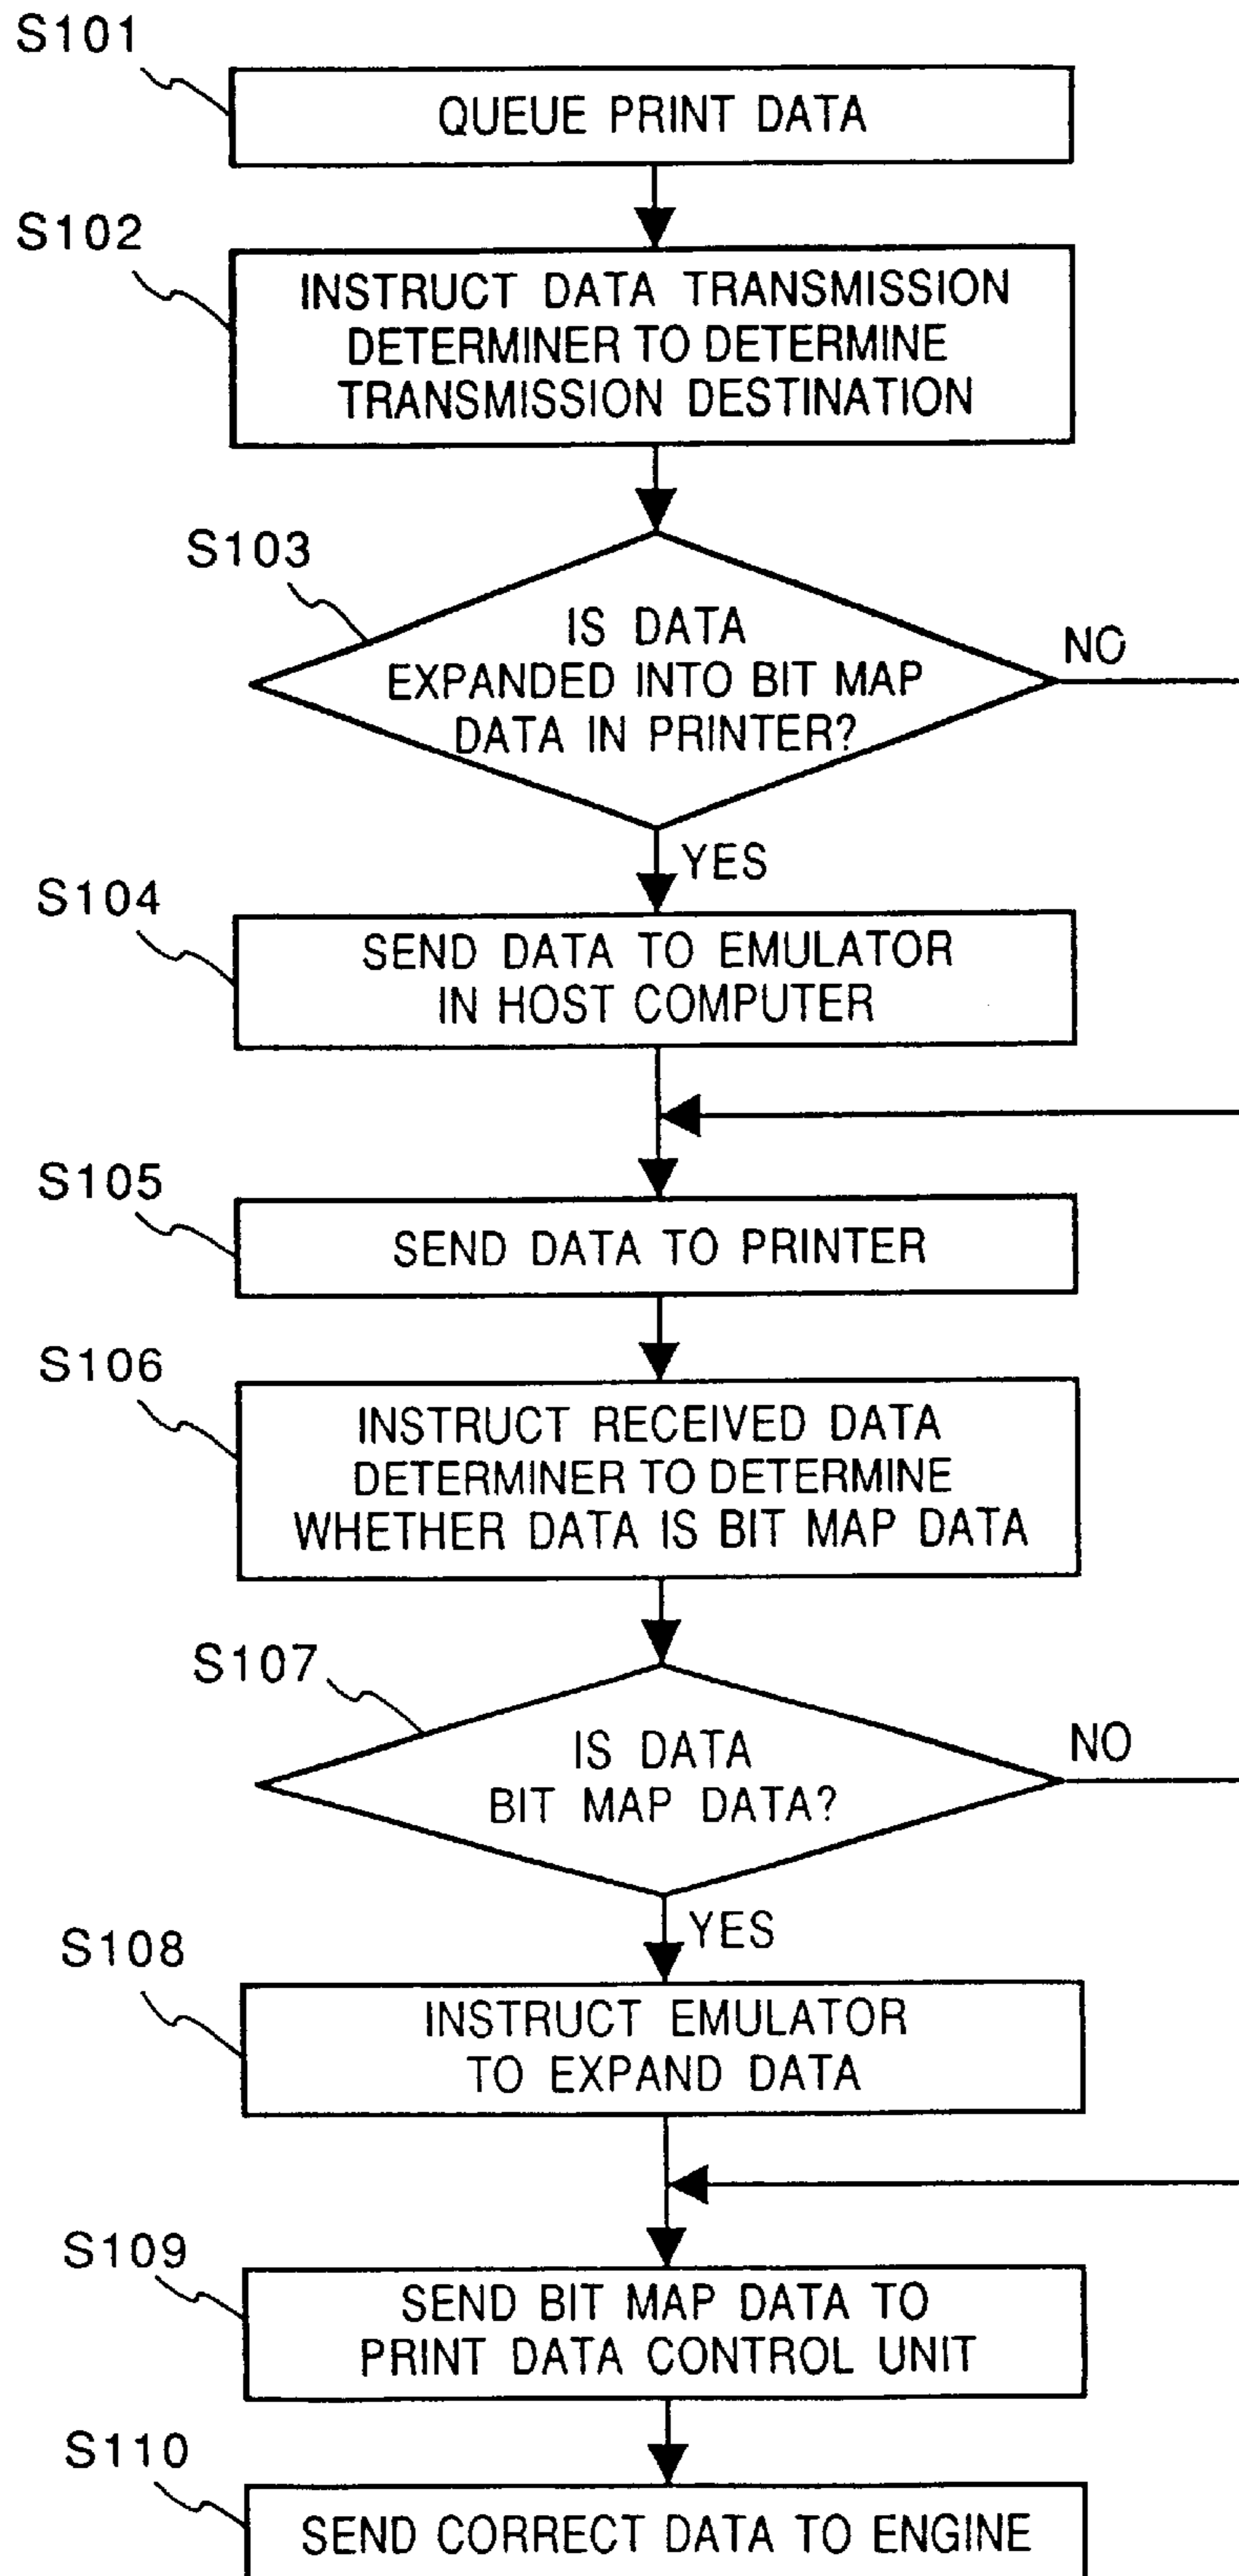 S101
QUEUE PRINT DATA
S102
INSTRUCT DATA TRANSMISSION
DETERMINER TO DETERMINE
TRANSMISSION DESTINATION
S103
IS DATA
EXPANDED INTO BIT MAP
DATA IN PRINTER?
NO
YES
S104
SEND DATA TO EMULATOR
IN HOST COMPUTER
S105
SEND DATA TO PRINTER
S106
INSTRUCT RECEIVED DATA
DETERMINER TO DETERMINE
WHETHER DATA IS BIT MAP DATA
S107
IS DATA
BIT MAP DATA?
NO
YES
S108
INSTRUCT EMULATOR
TO EXPAND DATA
S109
SEND BIT MAP DATA TO
PRINT DATA CONTROL UNIT
S110
SEND CORRECT DATA TO ENGINE